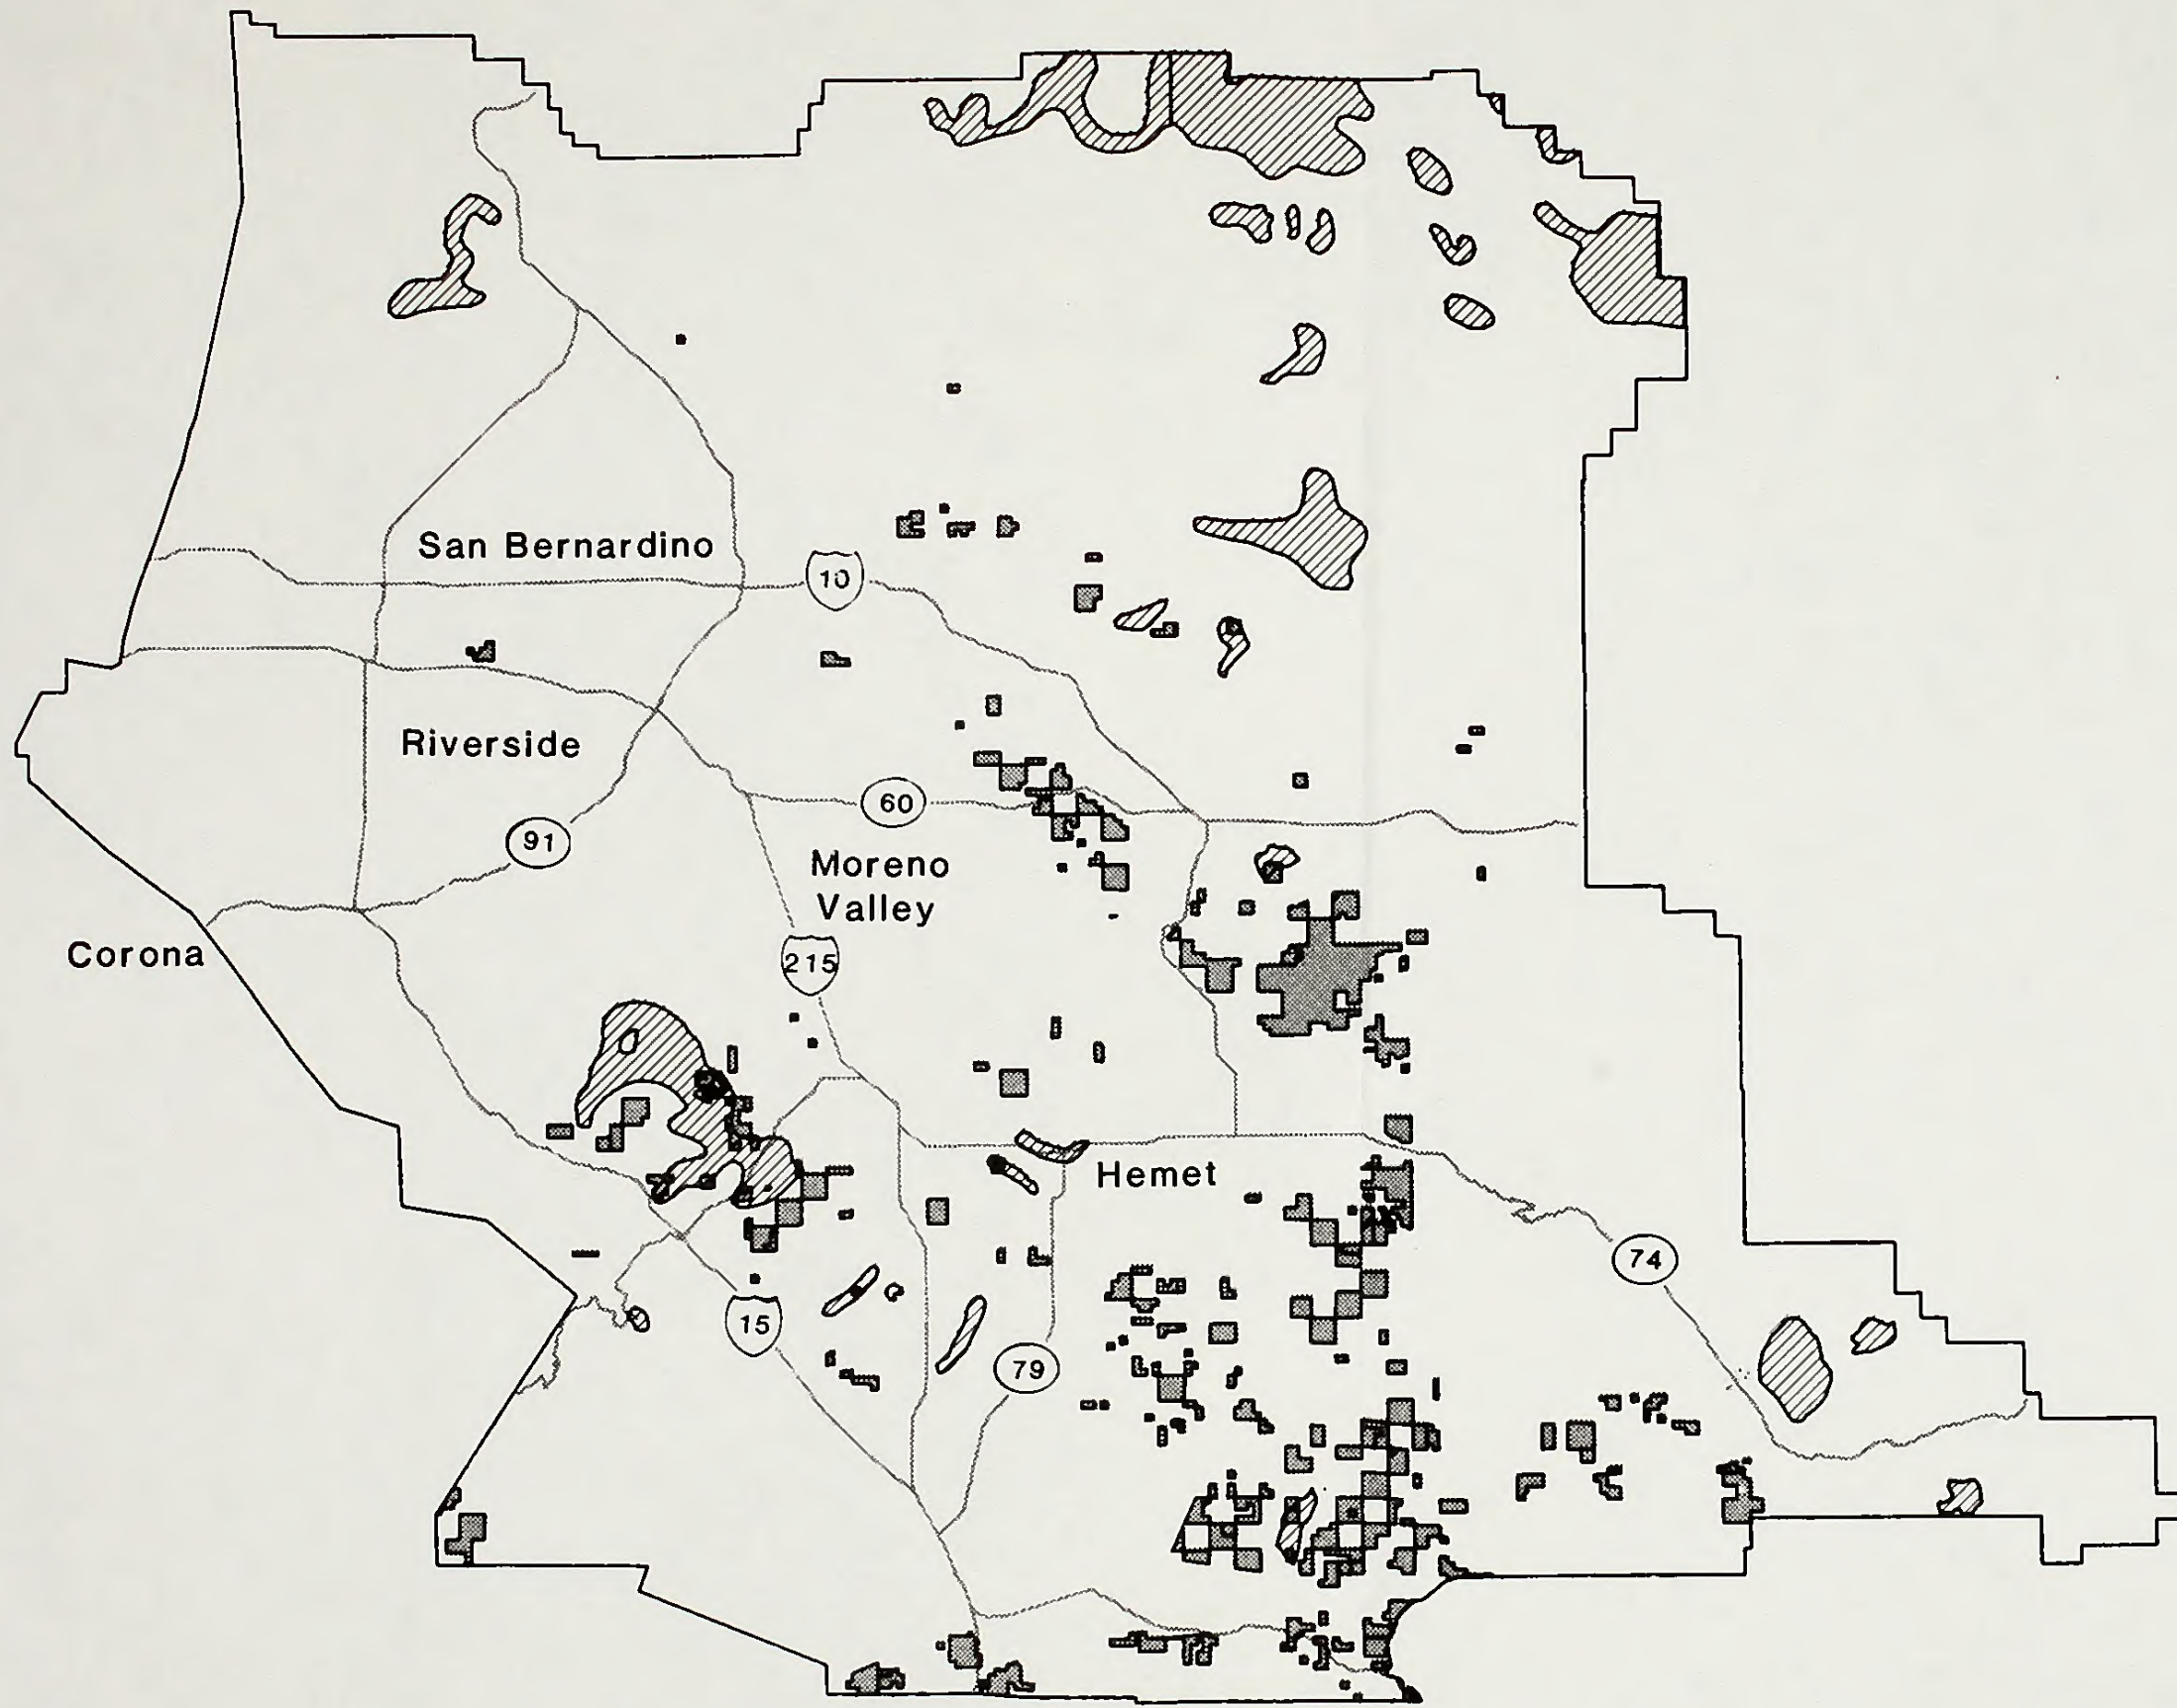 San Bernardino
10
Riverside
60
91
Moreno
Valley
Corona
215
Hemet
74
15
79